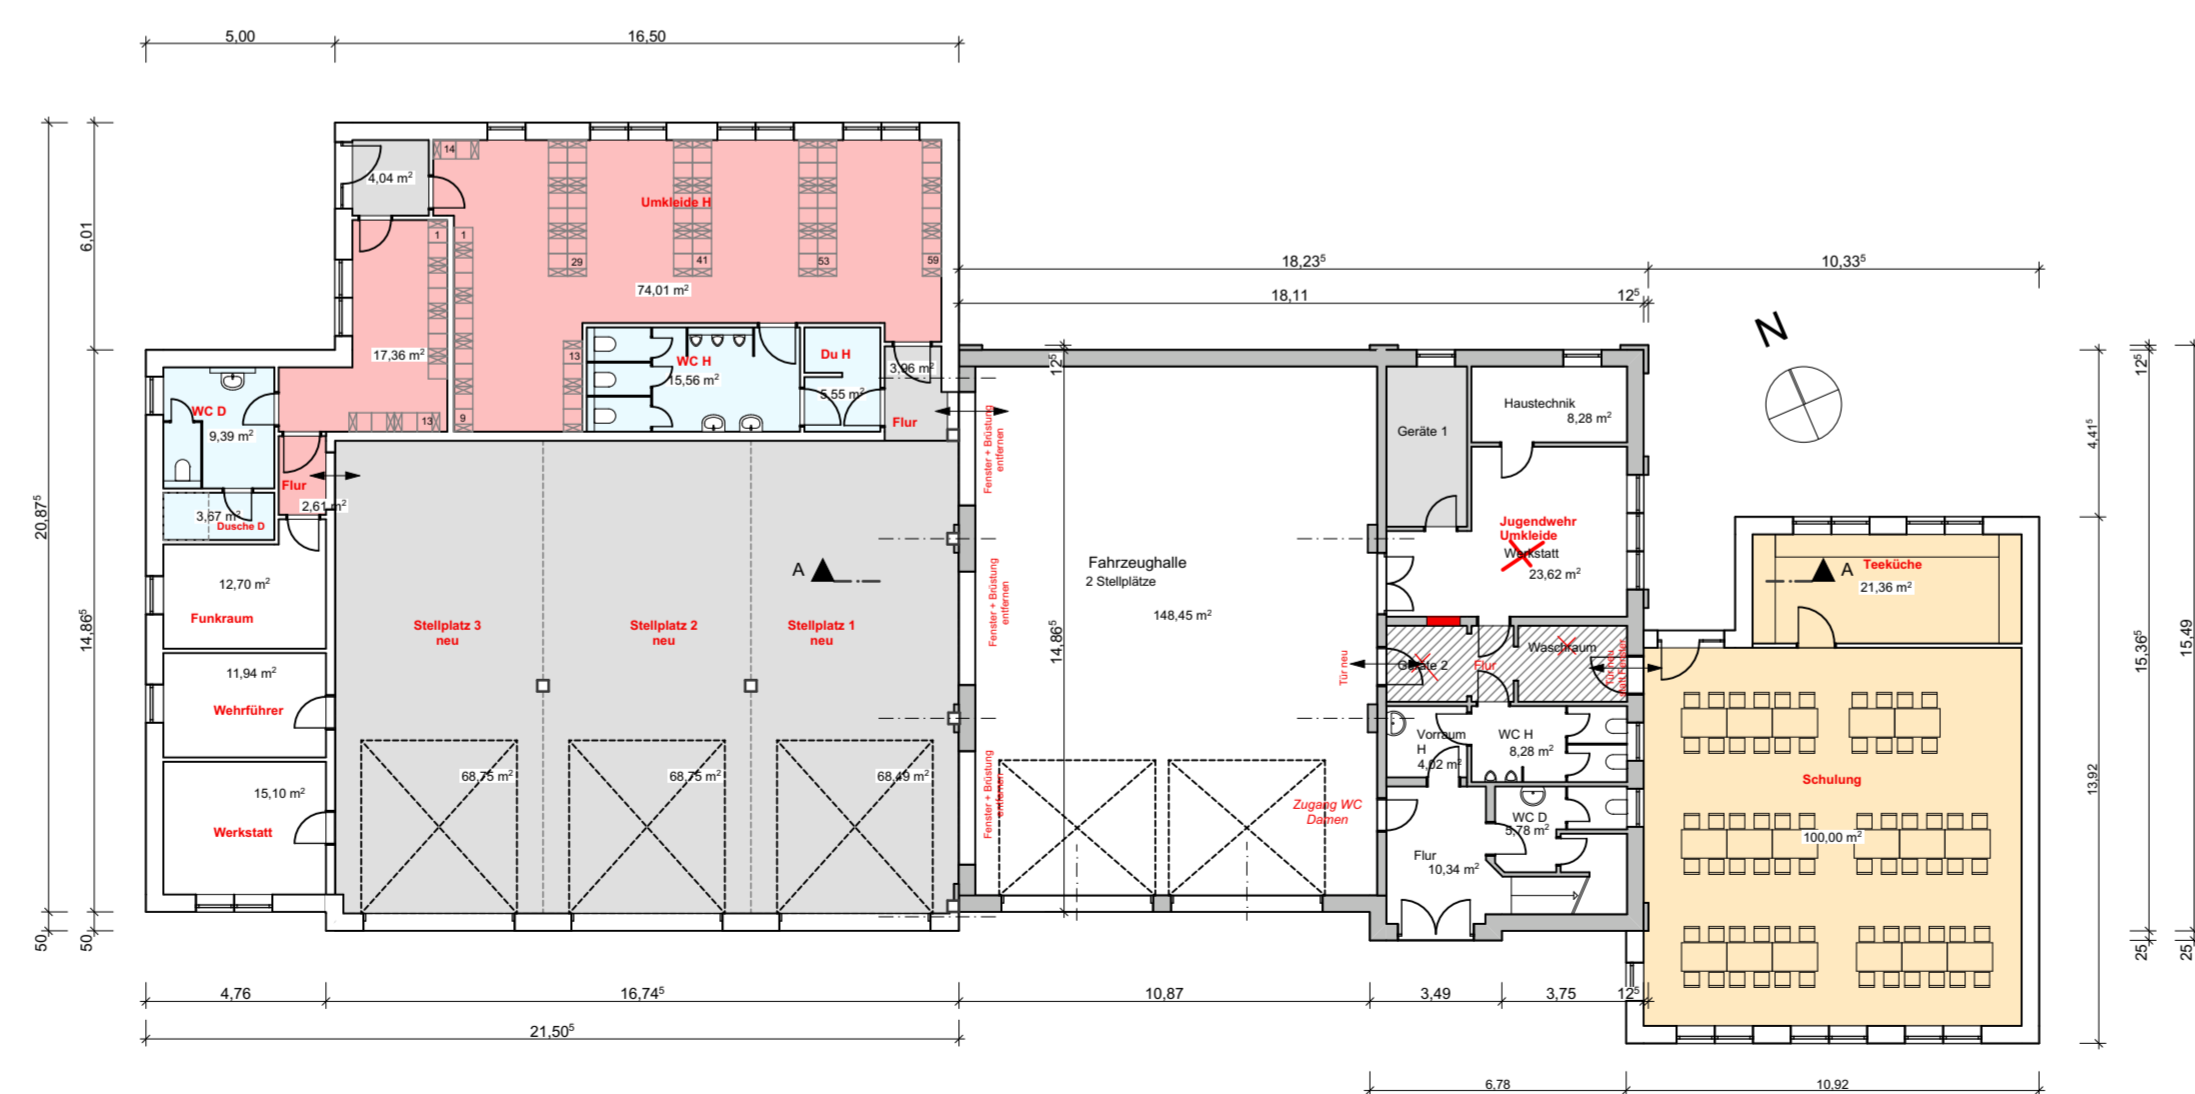 5,00
16,50
14
4,04 m²
Umkleide H
6,01
1
1
29
41
53
59
74,01 m²
18,23⁵
10,33⁵
18,11
12⁵
N
17,36 m²
13
WC H
15,56 m²
Du H
5,55 m²
3,96 m²
Flur
9
13
WC D
9,39 m²
Flur
2,61 m²
3,67 m²
Dusche D
20,87⁵
14,86⁵
12,70 m²
Funkraum
11,94 m²
Wehrführer
15,10 m²
Werkstatt
A
Stellplatz 3
neu
Stellplatz 2
neu
Stellplatz 1
neu
68,75 m²
68,75 m²
68,49 m²
Fenster + Brüstung
entfernen
Fenster + Brüstung
entfernen
Fenster + Brüstung
entfernen
12⁵
14,86⁵
Fahrzeughalle
2 Stellplätze
148,45 m²
Tür neu
Zugang WC
Damen
Geräte 1
Haustechnik
8,28 m²
Jugendwehr
Umkleide
Werkstatt
23,62 m²
Geräte 2
Flur
Waschraum
Tür neu
statt Fenster
Vorraum
H
4,02 m²
WC H
8,28 m²
WC D
5,78 m²
Flur
10,34 m²
Teeküche
A
21,36 m²
Schulung
100,00 m²
12⁵
4,41⁵
13,92
15,36⁵
15,49
25
25
50
50
4,76
16,74⁵
10,87
3,49
3,75
12⁵
21,50⁵
6,78
10,92